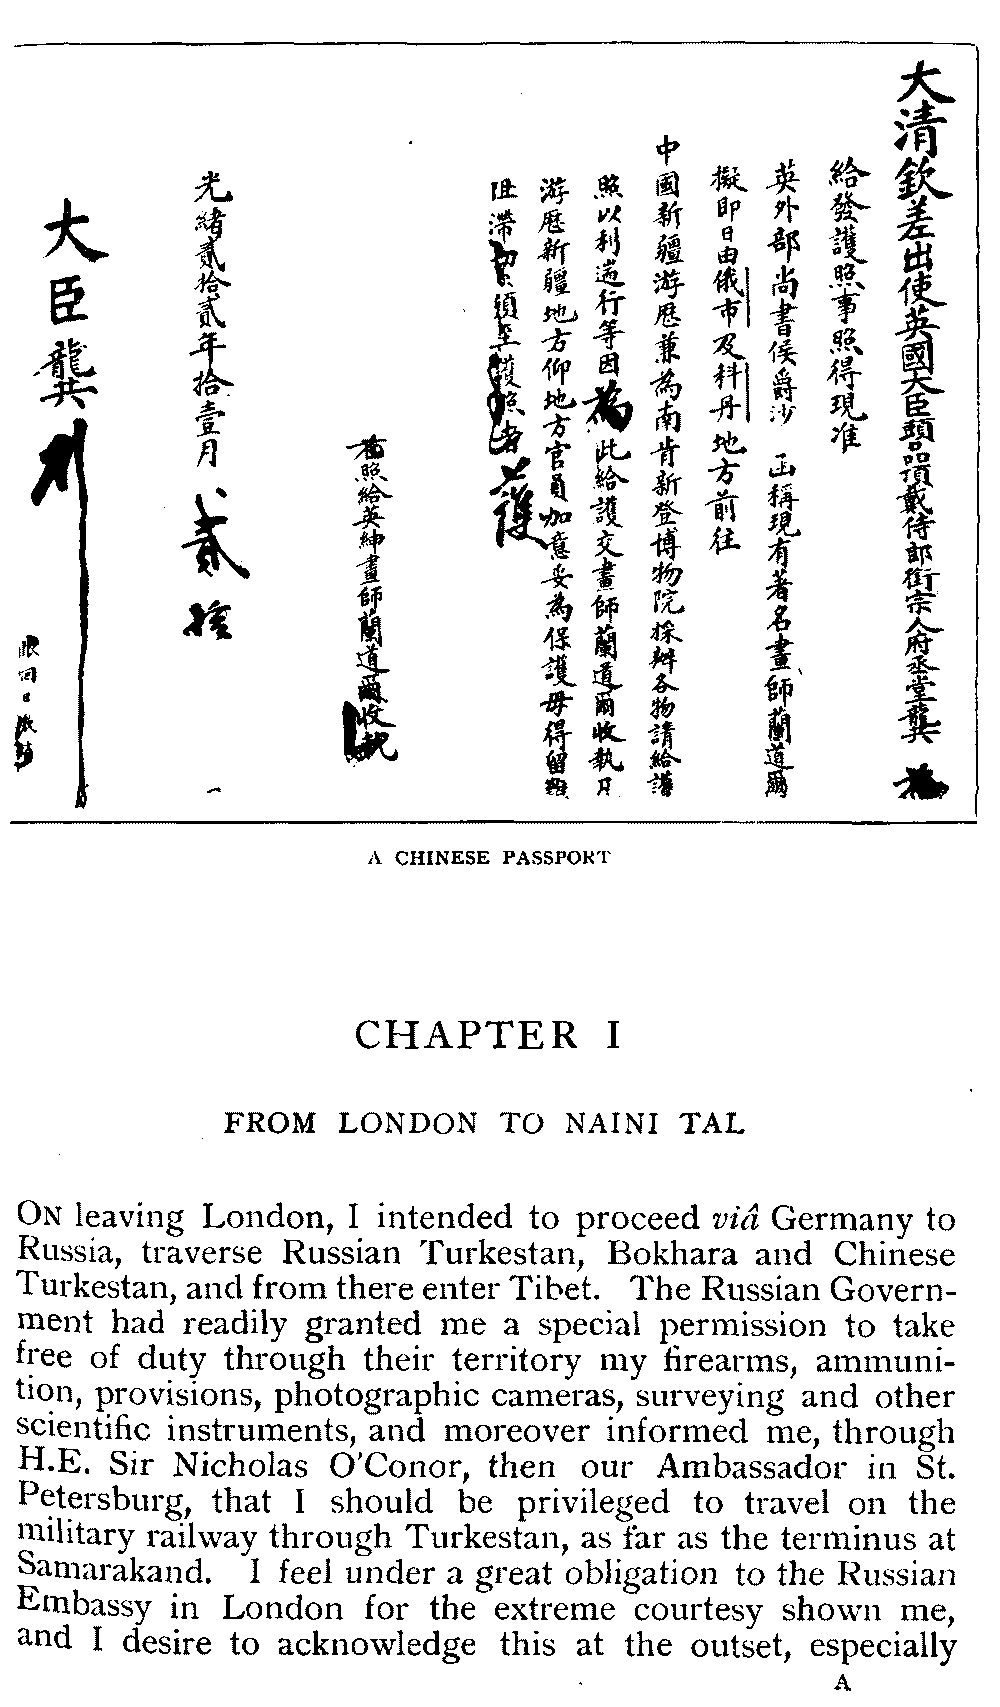 大清欽差出使英國大臣頭品頂戴侍郎銜宗人府丞堂龔
給發護照事照得現准
英外部尚書侯爵沙 函稱現有著名畫師蘭道爾
擬即日由俄市及科丹地方前往
中國新疆游歷兼為南肯新登博物院採辦各物請給護
照以利遄行等因為此給護交畫師蘭道爾收執凡
游歷新疆地方仰地方官員加意妥為保護毋得留難
阻滯切須至護照者 護
照給英紳畫師蘭道爾收執
光緒貳拾貳年拾壹月 貳拾
大臣龔
限回日繳銷
A CHINESE PASSPORT
CHAPTER I
FROM LONDON TO NAINI TAL
ON leaving London, I intended to proceed viâ Germany to
Russia, traverse Russian Turkestan, Bokhara and Chinese
Turkestan, and from there enter Tibet. The Russian Govern-
ment had readily granted me a special permission to take
free of duty through their territory my firearms, ammuni-
tion, provisions, photographic cameras, surveying and other
scientific instruments, and moreover informed me, through
H.E. Sir Nicholas O'Conor, then our Ambassador in St.
Petersburg, that I should be privileged to travel on the
military railway through Turkestan, as far as the terminus at
Samarakand. I feel under a great obligation to the Russian
Embassy in London for the extreme courtesy shown me,
and I desire to acknowledge this at the outset, especially
A